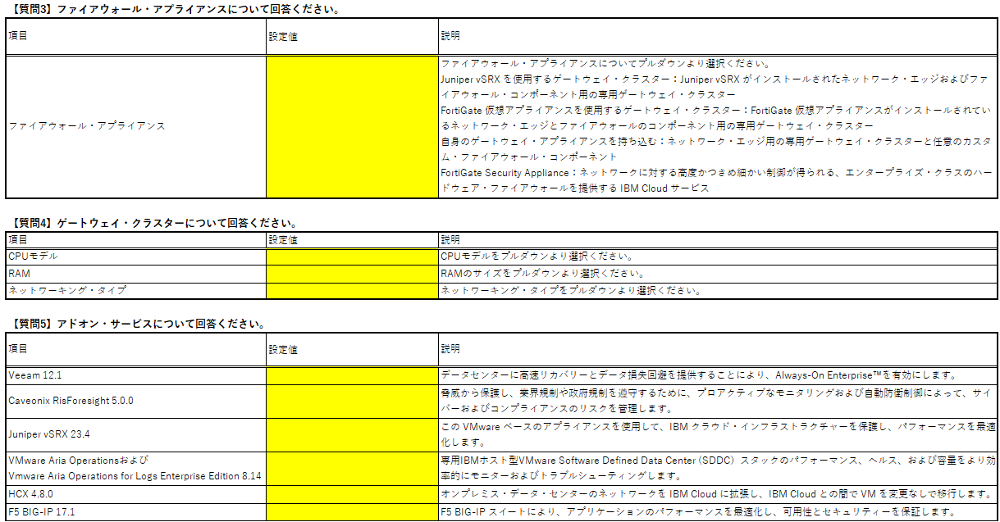 【質問3】ファイアウォール・アプライアンスについて回答ください。
項目 設定値 説明
ファイアウォール・アプライアンス
ファイアウォール・アプライアンスについてプルダウンより選択ください。
Juniper vSRX を使用するゲートウェイ・クラスター：Juniper vSRX がインストールされたネットワーク・エッジおよびファ
イアウォール・コンポーネント用の専用ゲートウェイ・クラスター
FortiGate 仮想アプライアンスを使用するゲートウェイ・クラスター：FortiGate 仮想アプライアンスがインストールされてい
るネットワーク・エッジとファイアウォールのコンポーネント用の専用ゲートウェイ・クラスター
自身のゲートウェイ・アプライアンスを持ち込む：ネットワーク・エッジ用の専用ゲートウェイ・クラスターと任意のカスタ
ム・ファイアウォール・コンポーネント
FortiGate Security Appliance：ネットワークに対する高度かつきめ細かい制御が得られる、エンタープライズ・クラスのハー
ドウェア・ファイアウォールを提供する IBM Cloud サービス
【質問4】ゲートウェイ・クラスターについて回答ください。
項目 設定値 説明
CPUモデル CPUモデルをプルダウンより選択ください。
RAM RAMのサイズをプルダウンより選択ください。
ネットワーキング・タイプ ネットワーキング・タイプをプルダウンより選択ください。
【質問5】アドオン・サービスについて回答ください。
項目 設定値 説明
Veeam 12.1 データセンターに高速リカバリーとデータ損失回避を提供することにより、Always-On Enterprise™を有効にします。
Caveonix RisForesight 5.0.0
脅威から保護し、業界規制や政府規制を遵守するために、プロアクティブなモニタリングおよび自動防衛制御によって、サイ
バーおよびコンプライアンスのリスクを管理します。
Juniper vSRX 23.4
この VMware ベースのアプライアンスを使用して、IBM クラウド・インフラストラクチャーを保護し、パフォーマンスを最適
化します。
VMware Aria Operationsおよび
Vmware Aria Operations for Logs Enterprise Edition 8.14
専用IBMホスト型VMware Software Defined Data Center (SDDC) スタックのパフォーマンス、ヘルス、および容量をより効
率的にモニターおよびトラブルシューティングします。
HCX 4.8.0 オンプレミス・データ・センターのネットワークを IBM Cloud に拡張し、IBM Cloud との間で VM を変更なしで移行します。
F5 BIG-IP 17.1 F5 BIG-IP スイートにより、アプリケーションのパフォーマンスを最適化し、可用性とセキュリティーを保証します。